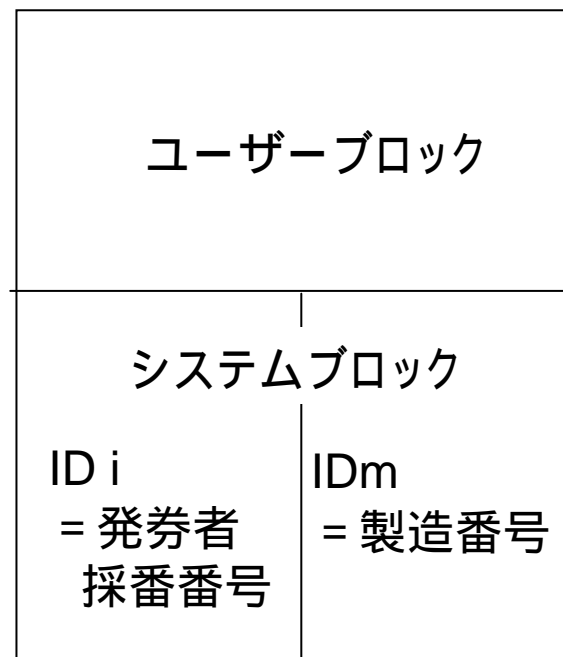 ユーザーブロック
システムブロック
ID i
= 発券者
採番番号
IDm
= 製造番号